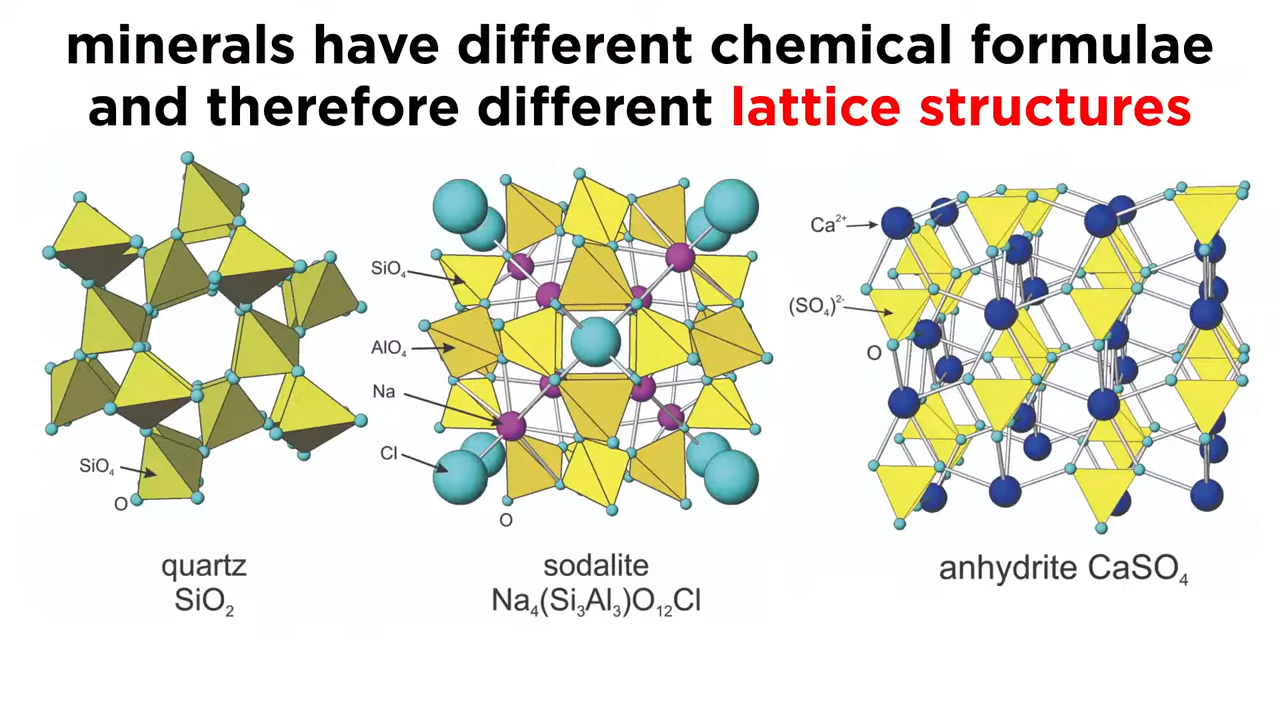 minerals have different chemical formulae
and therefore different lattice structures
SiO₄
O
quartz
SiO₂
SiO₄
AlO₄
Na
Cl
O
sodalite
Na₄(Si₃Al₃)O₁₂Cl
Ca²⁺
(SO₄)²⁻
O
anhydrite CaSO₄